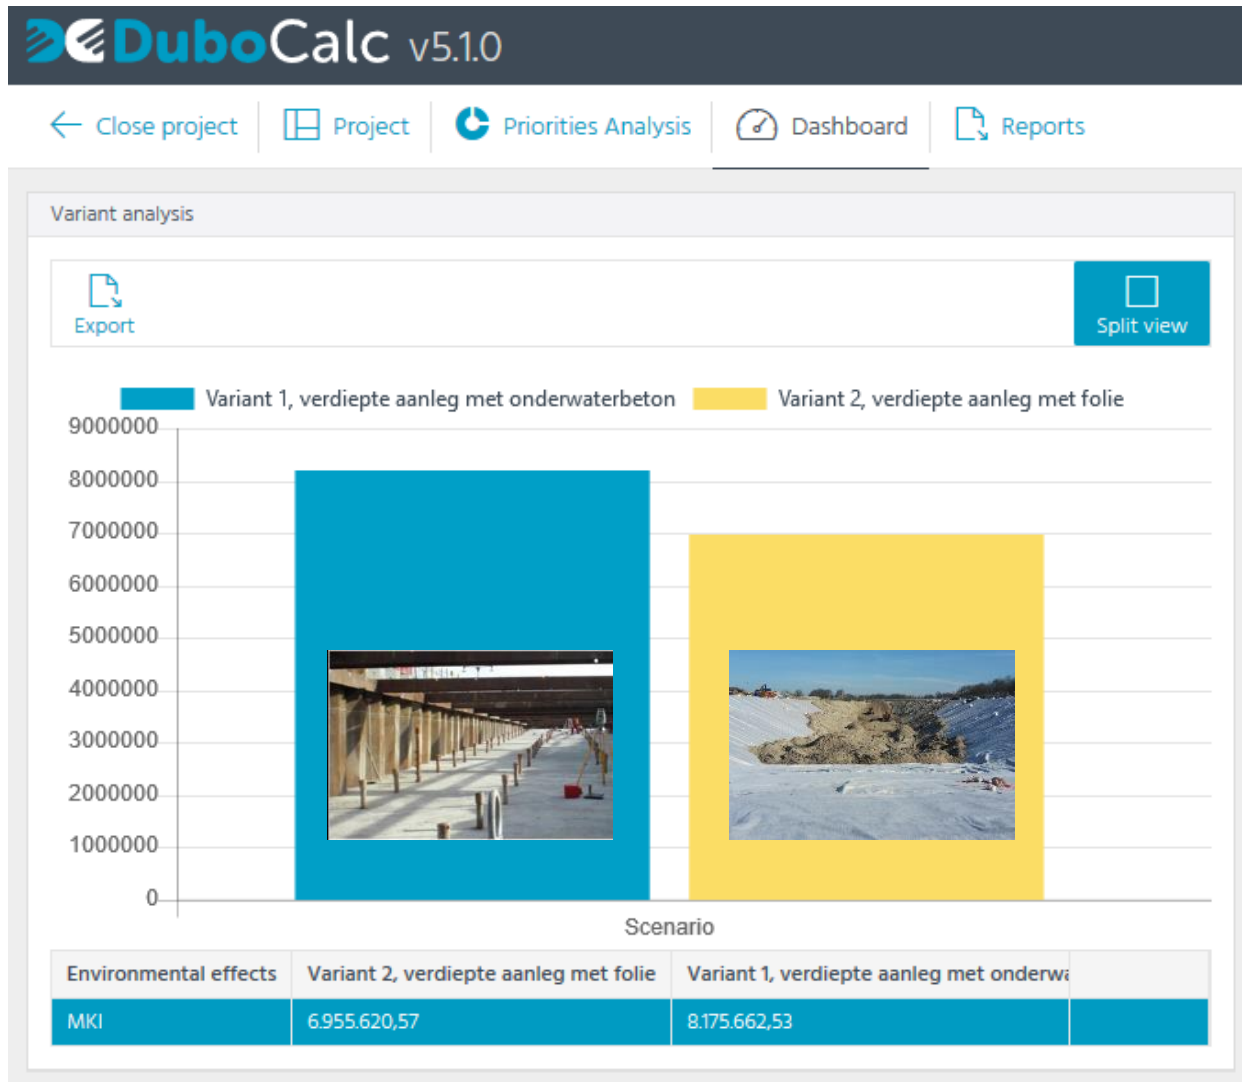 DuboCalc v5.1.0
Close project Project Priorities Analysis Dashboard Reports
Variant analysis
Export
Split view
Variant 1, verdiepte aanleg met onderwaterbeton Variant 2, verdiepte aanleg met folie
9000000
8000000
7000000
6000000
5000000
4000000
3000000
2000000
1000000
0
Scenario
Environmental effects Variant 2, verdiepte aanleg met folie Variant 1, verdiepte aanleg met onderwa
MKI 6.955.620,57 8.175.662,53